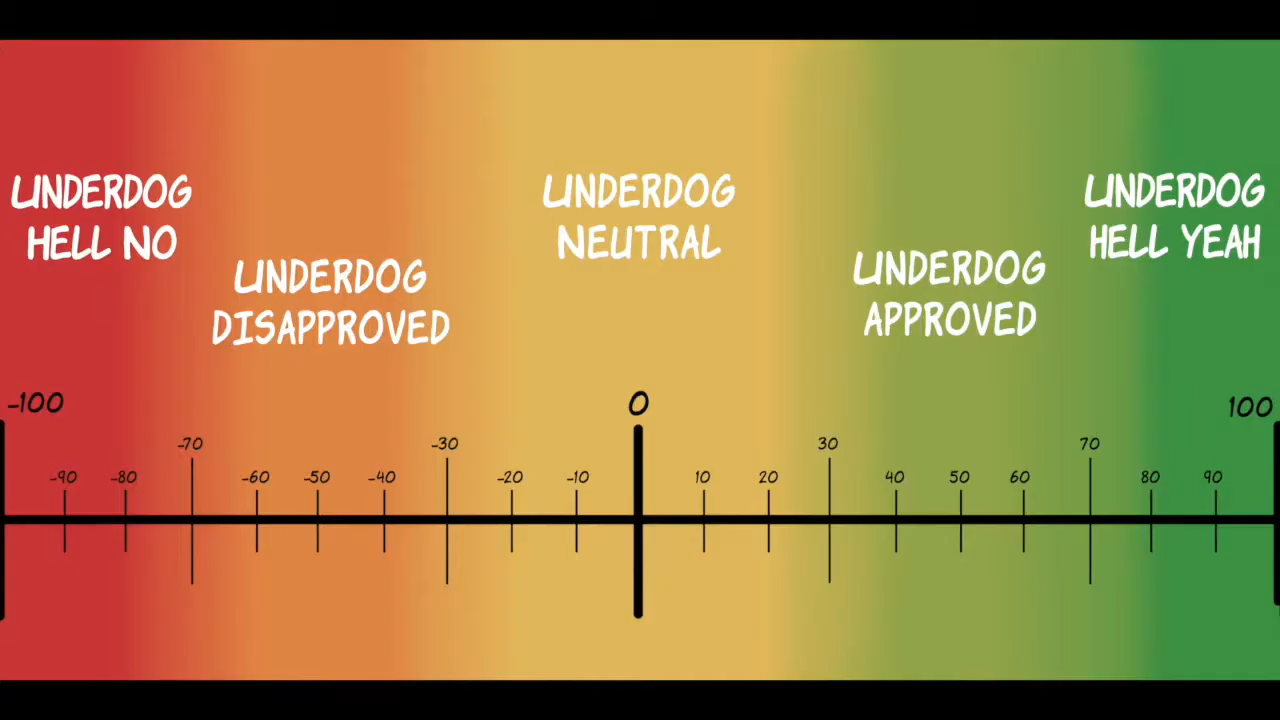 UNDERDOG
HELL NO
UNDERDOG
DISAPPROVED
UNDERDOG
NEUTRAL
UNDERDOG
APPROVED
UNDERDOG
HELL YEAH
-100
0
100
-70
-30
30
70
-90 -80 -60 -50 -40 -20 -10 10 20 40 50 60 80 90